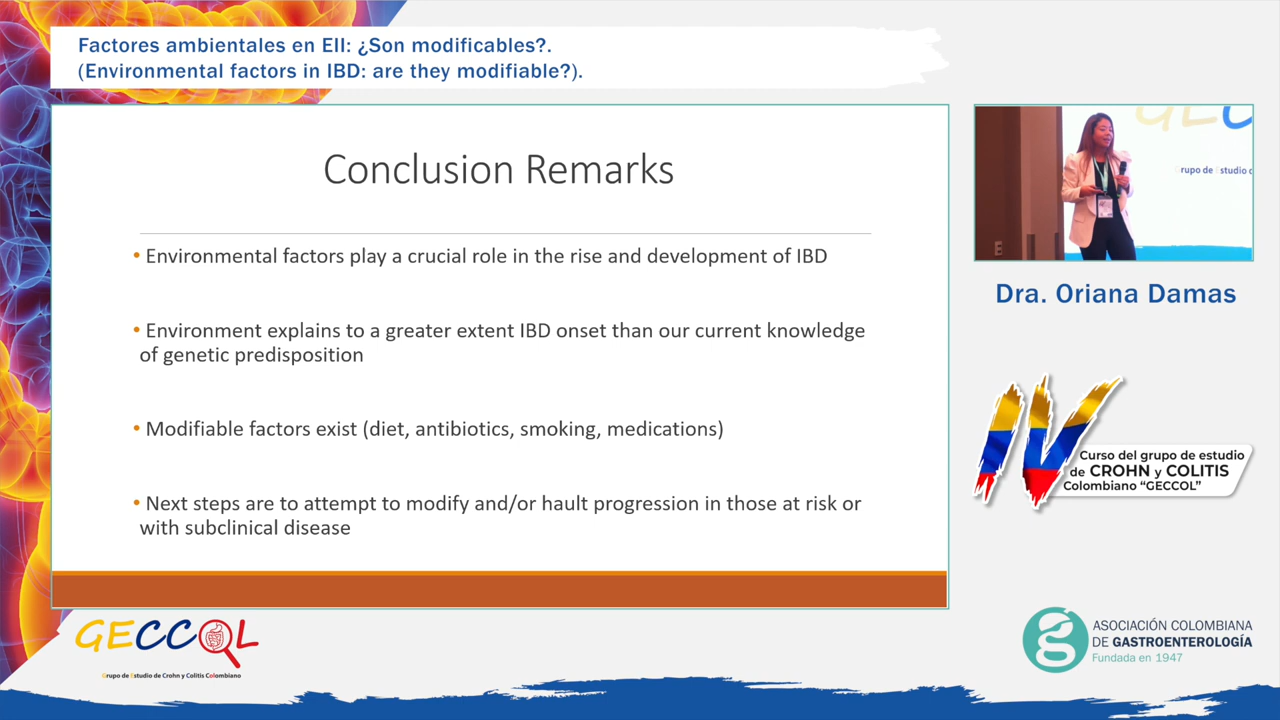 Factores ambientales en EII: ¿Son modificables?.
(Environmental factors in IBD: are they modifiable?).
Conclusion Remarks
• Environmental factors play a crucial role in the rise and development of IBD
• Environment explains to a greater extent IBD onset than our current knowledge
of genetic predisposition
• Modifiable factors exist (diet, antibiotics, smoking, medications)
• Next steps are to attempt to modify and/or hault progression in those at risk or
with subclinical disease
rupo de Estudio d
Dra. Oriana Damas
IV
Curso del grupo de estudio
de CROHN y COLITIS
Colombiano “GECCOL”
GECCOL
Grupo de Estudio de Crohn y Colitis Colombiano
ASOCIACIÓN COLOMBIANA
DE GASTROENTEROLOGÍA
Fundada en 1947